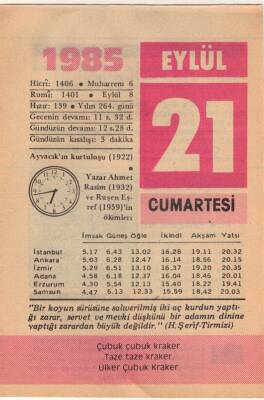 1985
EYLÜL
21
CUMARTESİ
Hicrî: 1406 • Muharrem 6
Rumî: 1401 • Eylül 8
Hızır: 139 • Yılın 264. günü
Gecenin devamı: 11 s. 32 d.
Gündüzün devamı: 12 s.28 d.
Gündüzün kısalışı: 3 dakika
Ayvacık'ın kurtuluşu (1922)
•
Yazar Ahmet
Rasim (1932)
ve Ruşen Eş-
ref (1959)'in
ölümleri
İmsak Güneş Öğle İkindi Akşam Yatsı
İstanbul 5.17 6.43 13.02 16.28 19.11 20.32
Ankara 5.03 6.28 12.47 16.14 18.56 20.15
İzmir 5.29 6.51 13.10 16.37 19.20 20.35
Adana 4.58 6.18 12.37 16.04 18.46 20.01
Erzurum 4.30 5.54 12.13 15.40 18.22 19.41
Samsun 4.47 6.13 12.33 15.59 18.42 20.03
"Bir koyun sürüsüne salıverilmiş iki aç kurdun yaptı-
ğı zarar, servet ve mevki düşkünü bir adamın dinine
yaptığı zarardan büyük değildir." (H.Şerif-Tirmizi)
Çubuk çubuk kraker.
Taze taze kraker.
Ülker Çubuk Kraker.